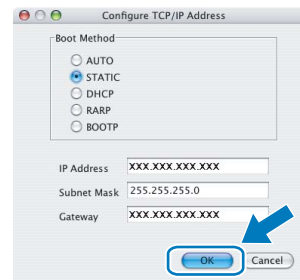 Configure TCP/IP Address
Boot Method
AUTO
STATIC
DHCP
RARP
BOOTP
IP Address XXX.XXX.XXX.XXX
Subnet Mask 255.255.255.0
Gateway XXX.XXX.XXX.XXX
OK Cancel